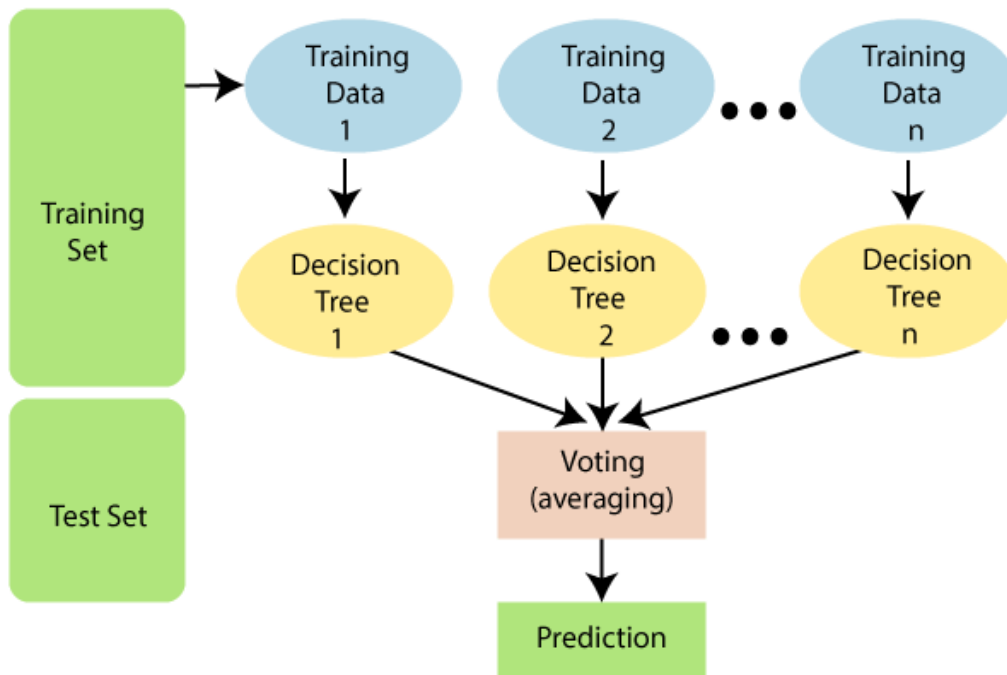 Training
Set
Test Set
Training
Data
1
Training
Data
2
Training
Data
n
Decision
Tree
1
Decision
Tree
2
Decision
Tree
n
Voting
(averaging)
Prediction